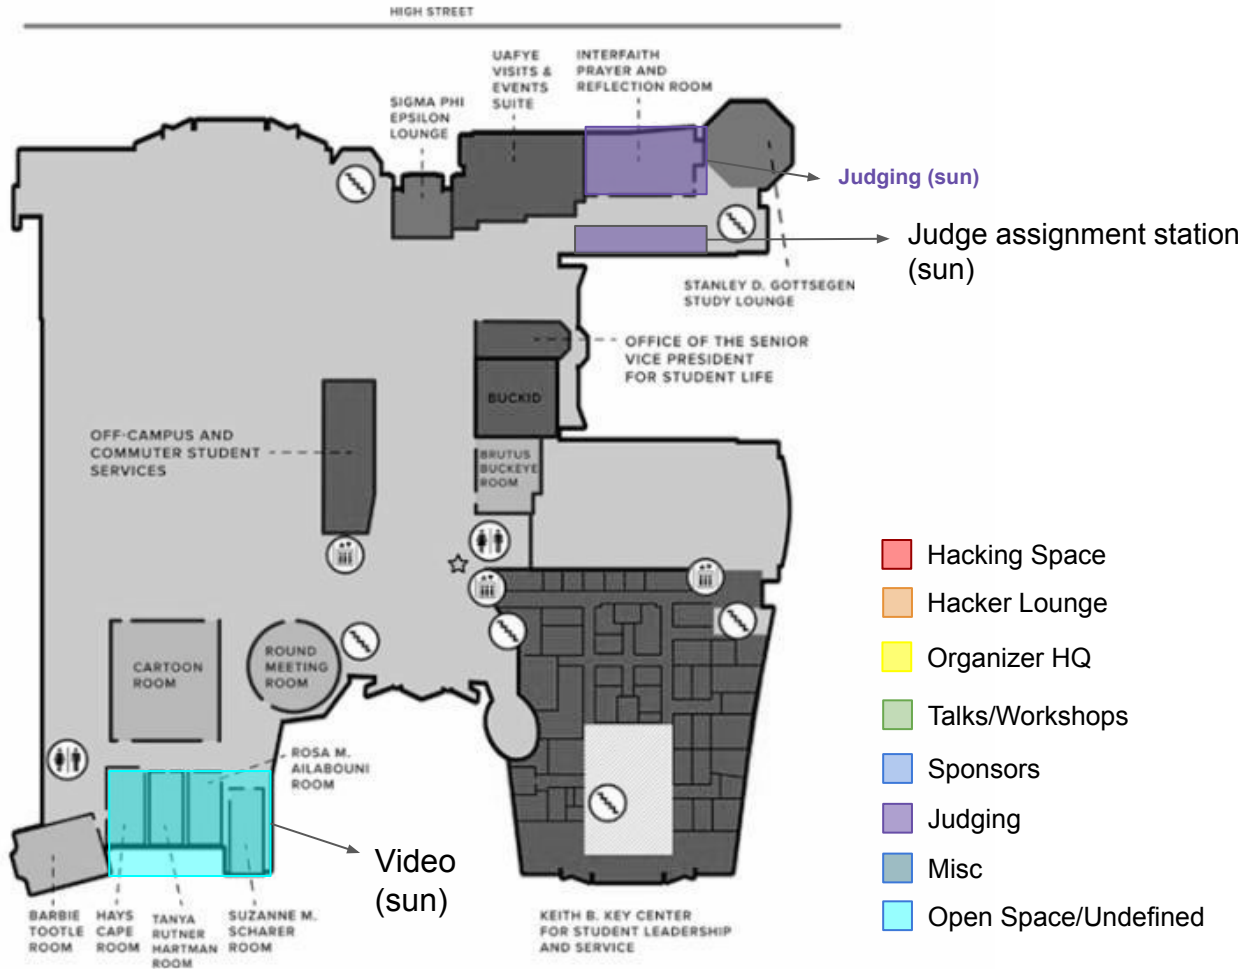 HIGH STREET
UAFYE
VISITS &
EVENTS
SUITE
INTERFAITH
PRAYER AND
REFLECTION ROOM
SIGMA PHI
EPSILON
LOUNGE
Judging (sun)
Judge assignment station
(sun)
STANLEY D. GOTTSEGEN
STUDY LOUNGE
OFFICE OF THE SENIOR
VICE PRESIDENT
FOR STUDENT LIFE
BUCKID
OFF-CAMPUS AND
COMMUTER STUDENT
SERVICES
BRUTUS
BUCKEYE
ROOM
CARTOON
ROOM
ROUND
MEETING
ROOM
ROSA M.
AILABOUNI
ROOM
Video
(sun)
BARBIE
TOOTLE
ROOM
HAYS
CAPE
ROOM
TANYA
RUTNER
HARTMAN
ROOM
SUZANNE M.
SCHARER
ROOM
KEITH B. KEY CENTER
FOR STUDENT LEADERSHIP
AND SERVICE
Hacking Space
Hacker Lounge
Organizer HQ
Talks/Workshops
Sponsors
Judging
Misc
Open Space/Undefined